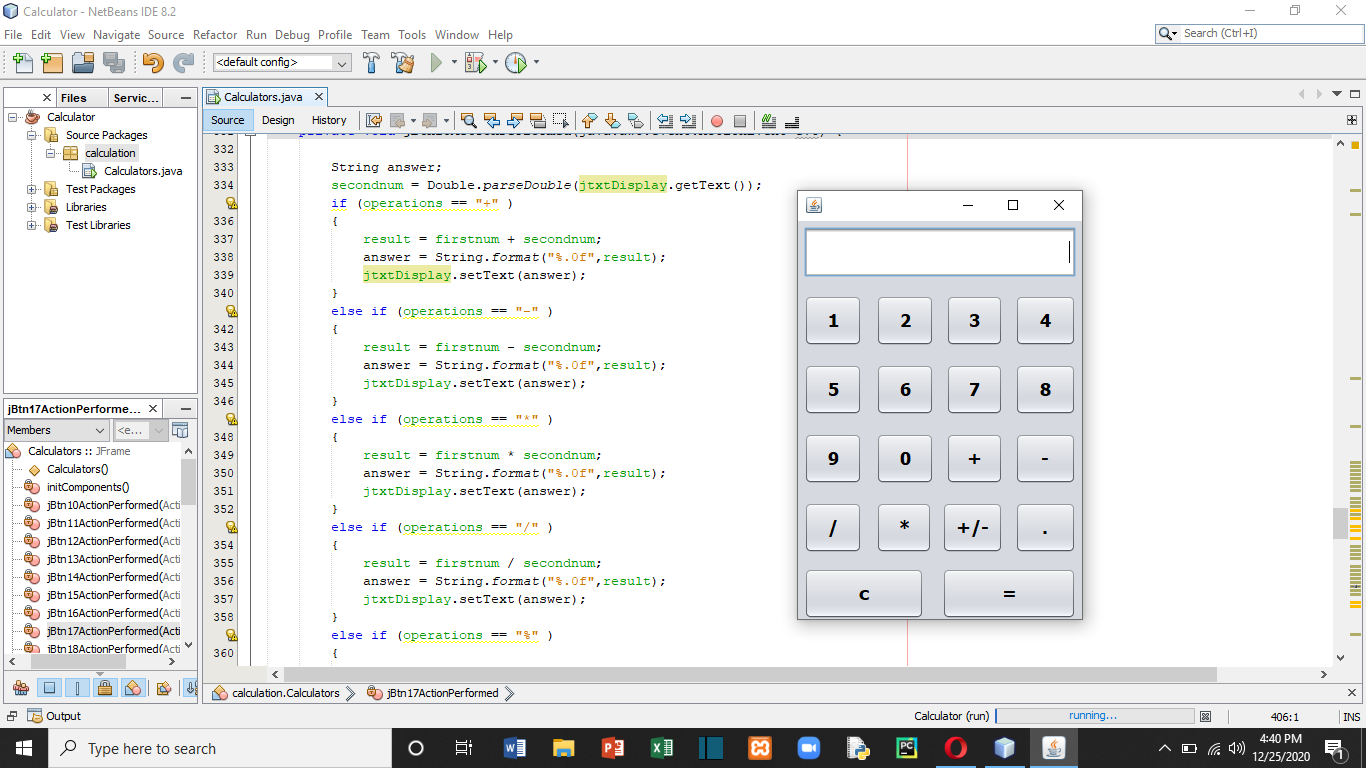 Calculator - NetBeans IDE 8.2
File Edit View Navigate Source Refactor Run Debug Profile Team Tools Window Help
Search (Ctrl+I)
<default config>
Files Servic...
Calculator
Source Packages
calculation
Calculators.java
Test Packages
Libraries
Test Libraries
jBtn17ActionPerforme...
Members <e...
Calculators :: JFrame
Calculators()
initComponents()
jBtn10ActionPerformed(Acti
jBtn11ActionPerformed(Acti
jBtn12ActionPerformed(Acti
jBtn13ActionPerformed(Acti
jBtn14ActionPerformed(Acti
jBtn15ActionPerformed(Acti
jBtn16ActionPerformed(Acti
jBtn17ActionPerformed(Acti
jBtn18ActionPerformed(Acti
Calculators.java
Source Design History
332
333 String answer;
334 secondnum = Double.parseDouble(jtxtDisplay.getText());
if (operations == "+" )
336 {
337 result = firstnum + secondnum;
338 answer = String.format("%.0f",result);
339 jtxtDisplay.setText(answer);
340 }
else if (operations == "-" )
342 {
343 result = firstnum - secondnum;
344 answer = String.format("%.0f",result);
345 jtxtDisplay.setText(answer);
346 }
else if (operations == "*" )
348 {
349 result = firstnum * secondnum;
350 answer = String.format("%.0f",result);
351 jtxtDisplay.setText(answer);
352 }
else if (operations == "/" )
354 {
355 result = firstnum / secondnum;
356 answer = String.format("%.0f",result);
357 jtxtDisplay.setText(answer);
358 }
else if (operations == "%" )
360 {
1 2 3 4
5 6 7 8
9 0 + -
/ * +/- .
c =
calculation.Calculators jBtn17ActionPerformed
Output
Calculator (run) running... 406:1 INS
Type here to search
4:40 PM
12/25/2020
1